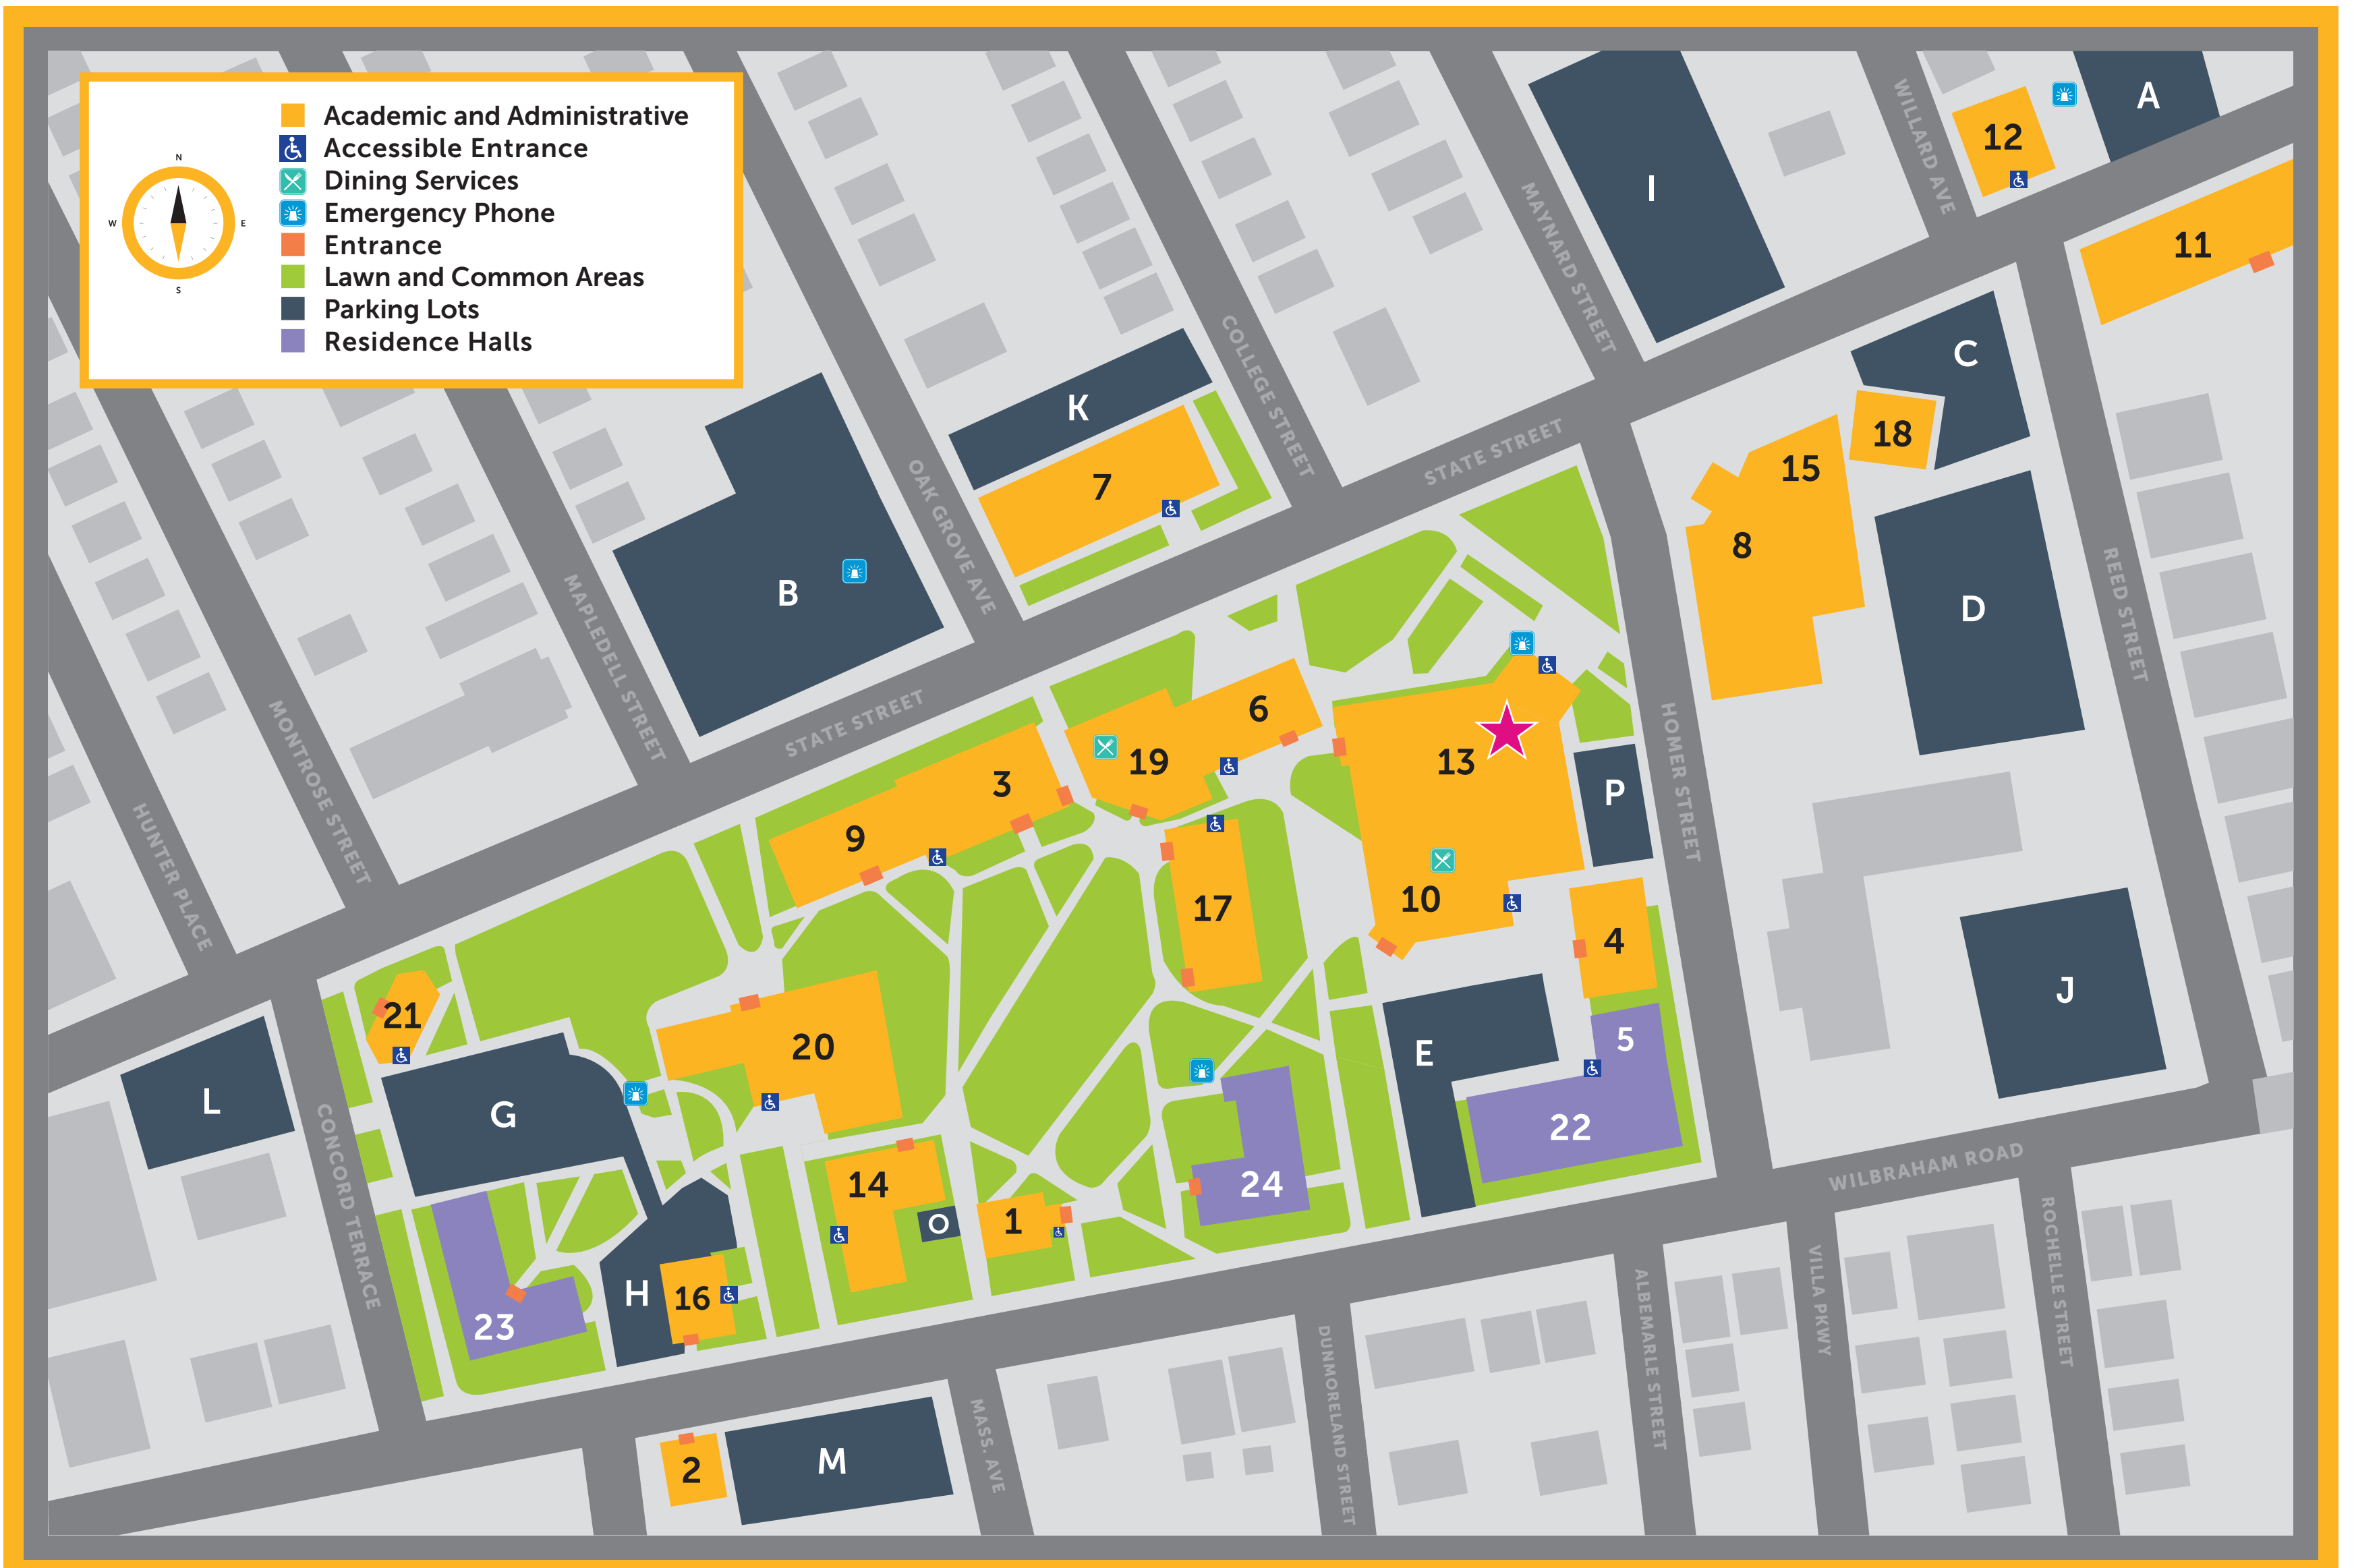 N
W
E
S
Academic and Administrative
Accessible Entrance
Dining Services
Emergency Phone
Entrance
Lawn and Common Areas
Parking Lots
Residence Halls
WILLARD AVE
12
A
I
MAYNARD STREET
11
COLLEGE STREET
K
7
OAK GROVE AVE
STATE STREET
C
18
15
8
D
REED STREET
B
MAPLEDELL STREET
STATE STREET
MONTROSE STREET
HUNTER PLACE
6
19
3
9
13
P
HOMER STREET
10
17
4
J
21
20
L
G
CONCORD TERRACE
E
5
22
24
14
O
1
H
16
23
WILBRAHAM ROAD
2
M
MASS. AVE
DUNMORELAND STREET
ALBEMARLE STREET
VILLA PKWY
ROCHELLE STREET